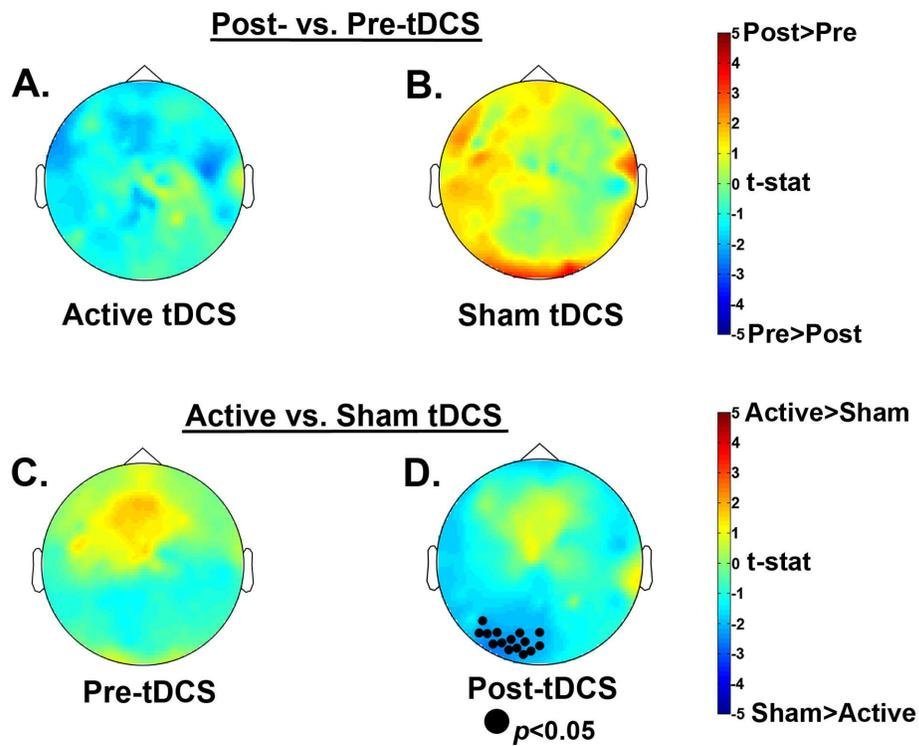 Post- vs. Pre-tDCS
A.
B.
Active tDCS
Sham tDCS
5 Post>Pre
4
3
2
1
0 t-stat
-1
-2
-3
-4
-5 Pre>Post
Active vs. Sham tDCS
C.
D.
Pre-tDCS
Post-tDCS
p<0.05
5 Active>Sham
4
3
2
1
0 t-stat
-1
-2
-3
-4
-5 Sham>Active